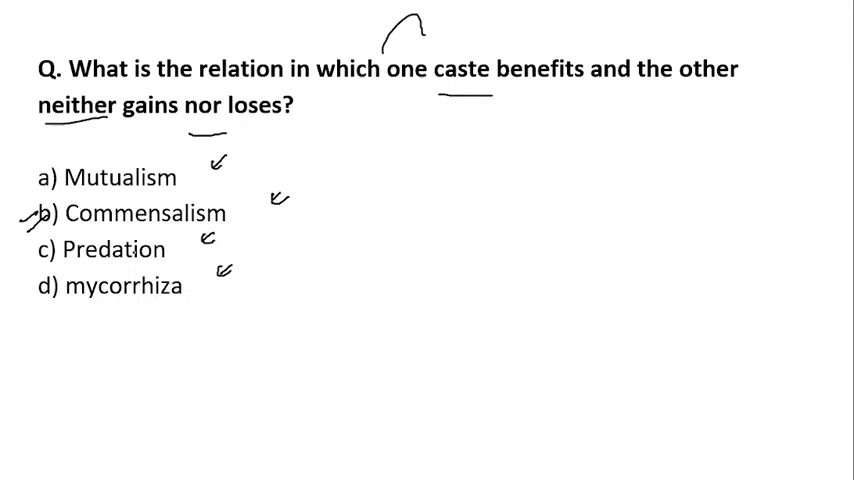 Q. What is the relation in which one caste benefits and the other
neither gains nor loses?
a) Mutualism
b) Commensalism
c) Predation
d) mycorrhiza